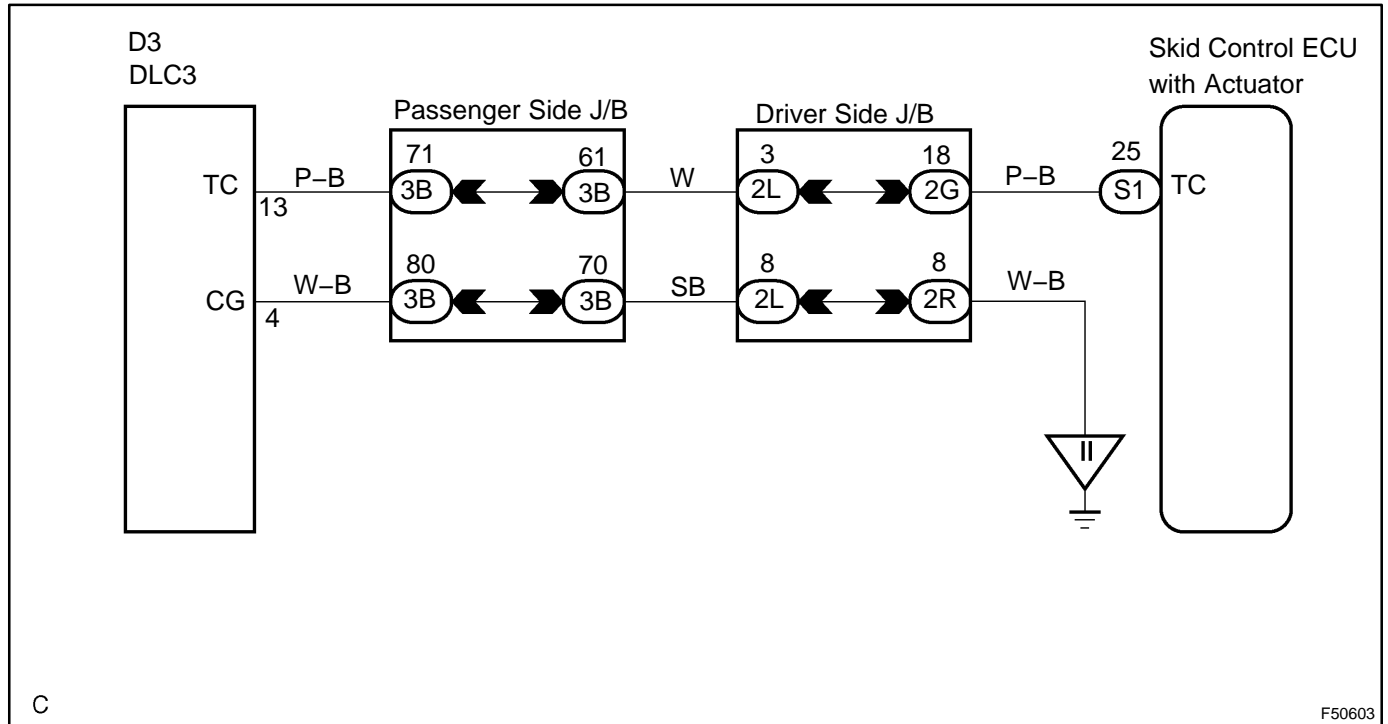 D3
DLC3
Skid Control ECU
with Actuator
Passenger Side J/B
Driver Side J/B
71
61
3
18
25
TC
P−B
3B
3B
W
2L
2G
P−B
S1
TC
13
80
70
8
8
CG
W−B
3B
3B
SB
2L
2R
W−B
4
II
C
F50603